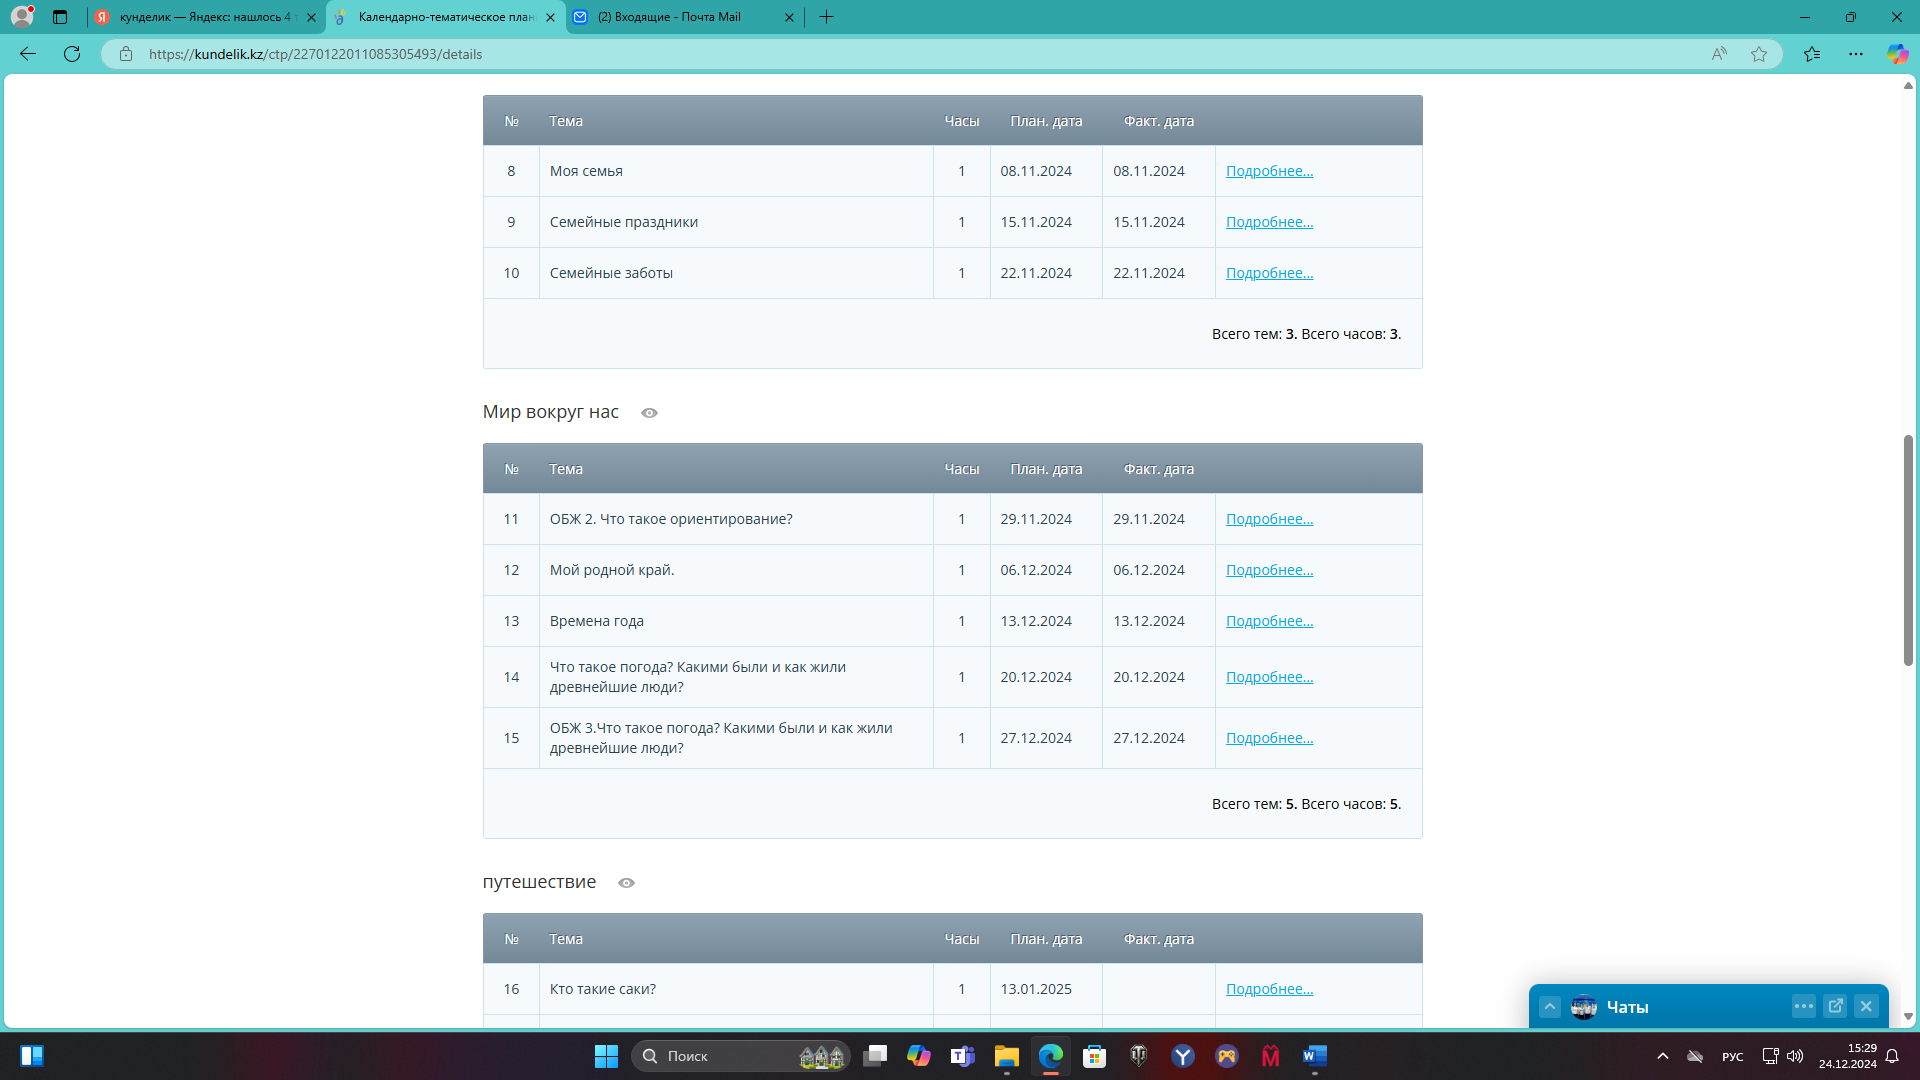 кунделик — Яндекс: нашлось 4 т
Календарно-тематическое план
(2) Входящие - Почта Mail
https://kundelik.kz/ctp/2270122011085305493/details
№ Тема Часы План. дата Факт. дата
8 Моя семья 1 08.11.2024 08.11.2024 Подробнее...
9 Семейные праздники 1 15.11.2024 15.11.2024 Подробнее...
10 Семейные заботы 1 22.11.2024 22.11.2024 Подробнее...
Всего тем: 3. Всего часов: 3.
Мир вокруг нас
№ Тема Часы План. дата Факт. дата
11 ОБЖ 2. Что такое ориентирование? 1 29.11.2024 29.11.2024 Подробнее...
12 Мой родной край. 1 06.12.2024 06.12.2024 Подробнее...
13 Времена года 1 13.12.2024 13.12.2024 Подробнее...
14 Что такое погода? Какими были и как жили
древнейшие люди? 1 20.12.2024 20.12.2024 Подробнее...
15 ОБЖ 3.Что такое погода? Какими были и как жили
древнейшие люди? 1 27.12.2024 27.12.2024 Подробнее...
Всего тем: 5. Всего часов: 5.
путешествие
№ Тема Часы План. дата Факт. дата
16 Кто такие саки? 1 13.01.2025 Подробнее...
Чаты
Поиск
РУС
15:29
24.12.2024